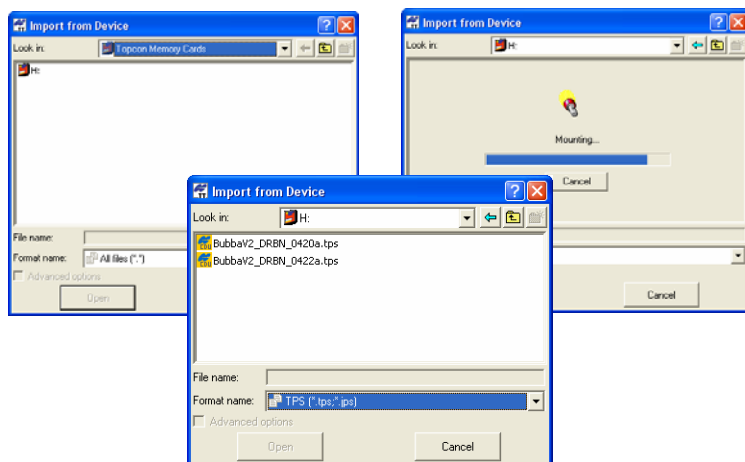 Import from Device
Look in:
Topcon Memory Cards
H:
File name:
Format name:
All files (*.*)
Advanced options
Open
Import from Device
Look in:
H:
Mounting...
Cancel
Cancel
Import from Device
Look in:
H:
BubbaV2_DRBN_0420a.tps
BubbaV2_DRBN_0422a.tps
File name:
Format name:
TPS (*.tps;*.jps)
Advanced options
Open
Cancel